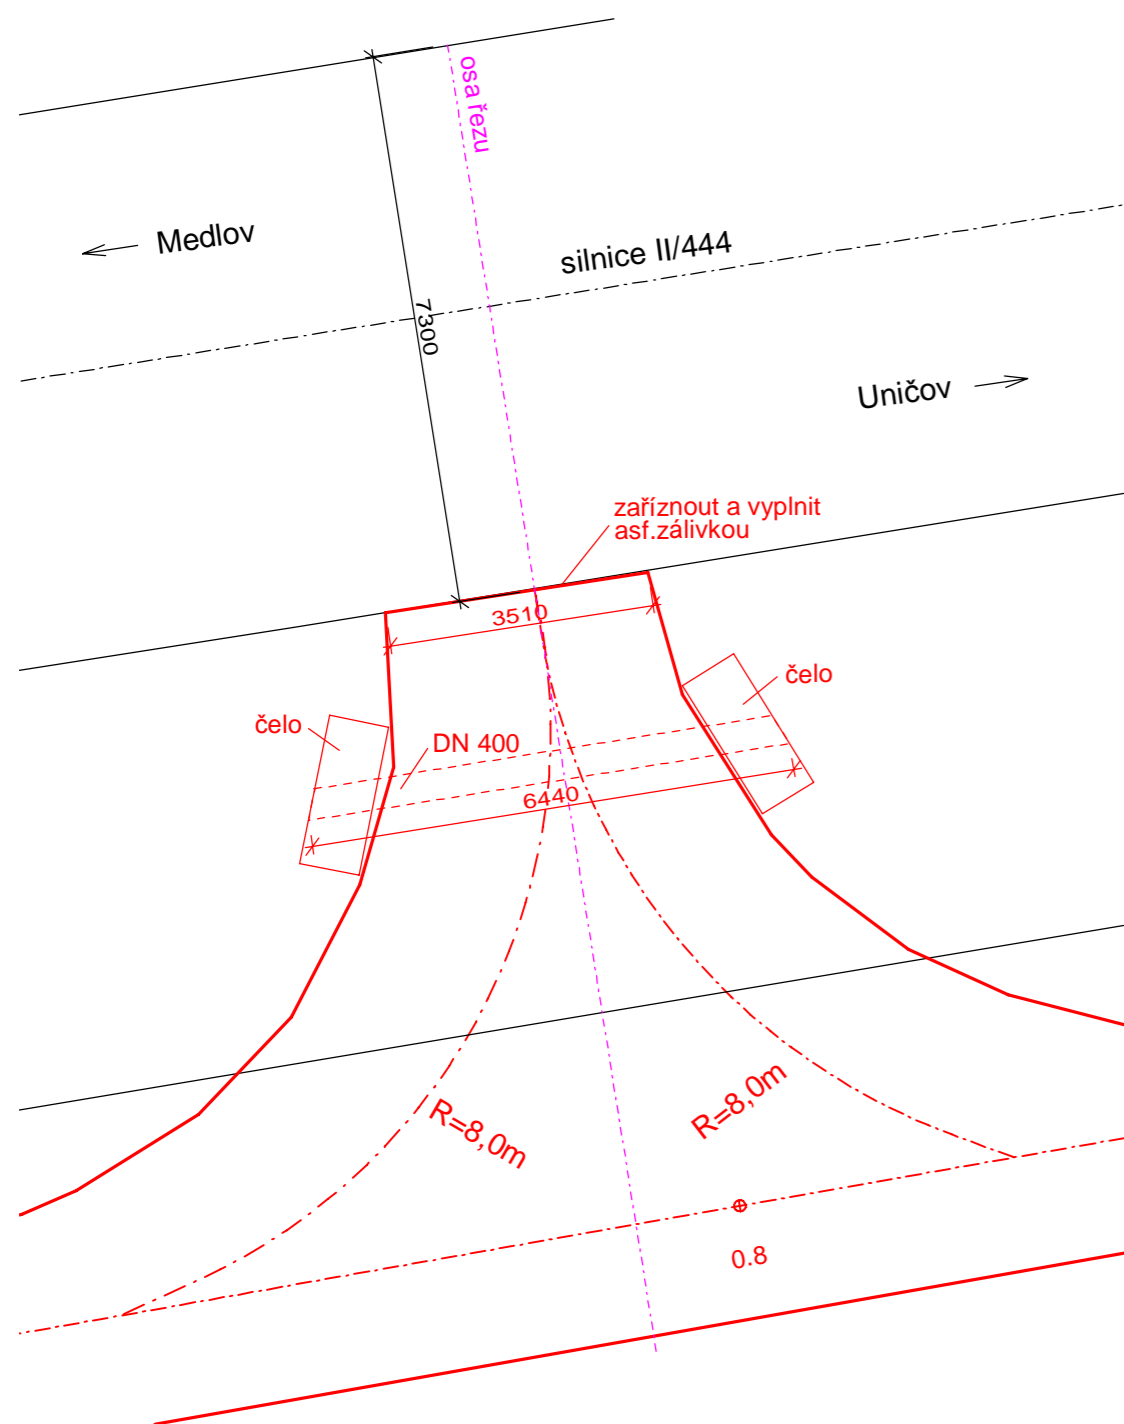 osa řezu
Medlov
silnice II/444
7300
Uničov
zaříznout a vyplnit
asf.zálivkou
3510
čelo
čelo
DN 400
6440
R=8,0m
R=8,0m
0.8